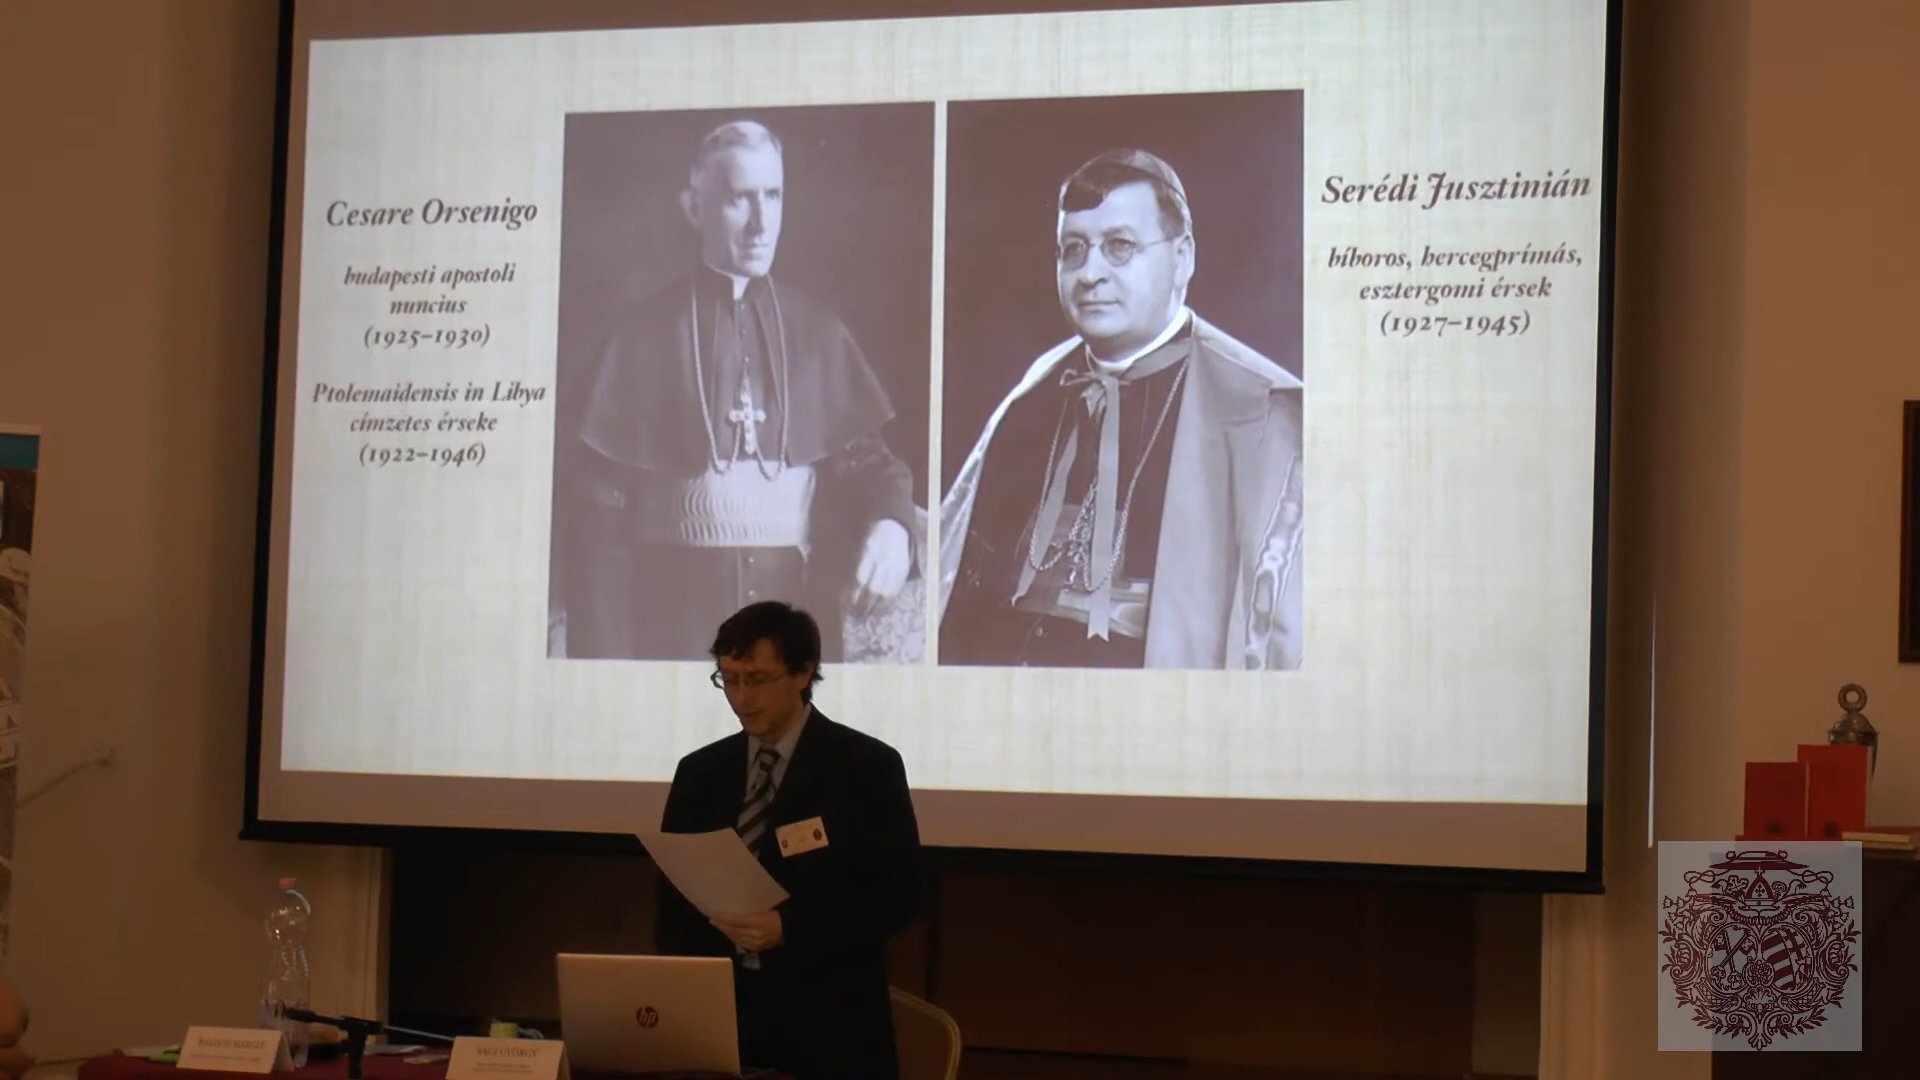 Cesare Orsenigo
budapesti apostoli
nuncius
(1925–1930)
Ptolemaidensis in Libya
címzetes érseke
(1922–1946)
Serédi Jusztinián
bíboros, hercegprímás,
esztergomi érsek
(1927–1945)
hp